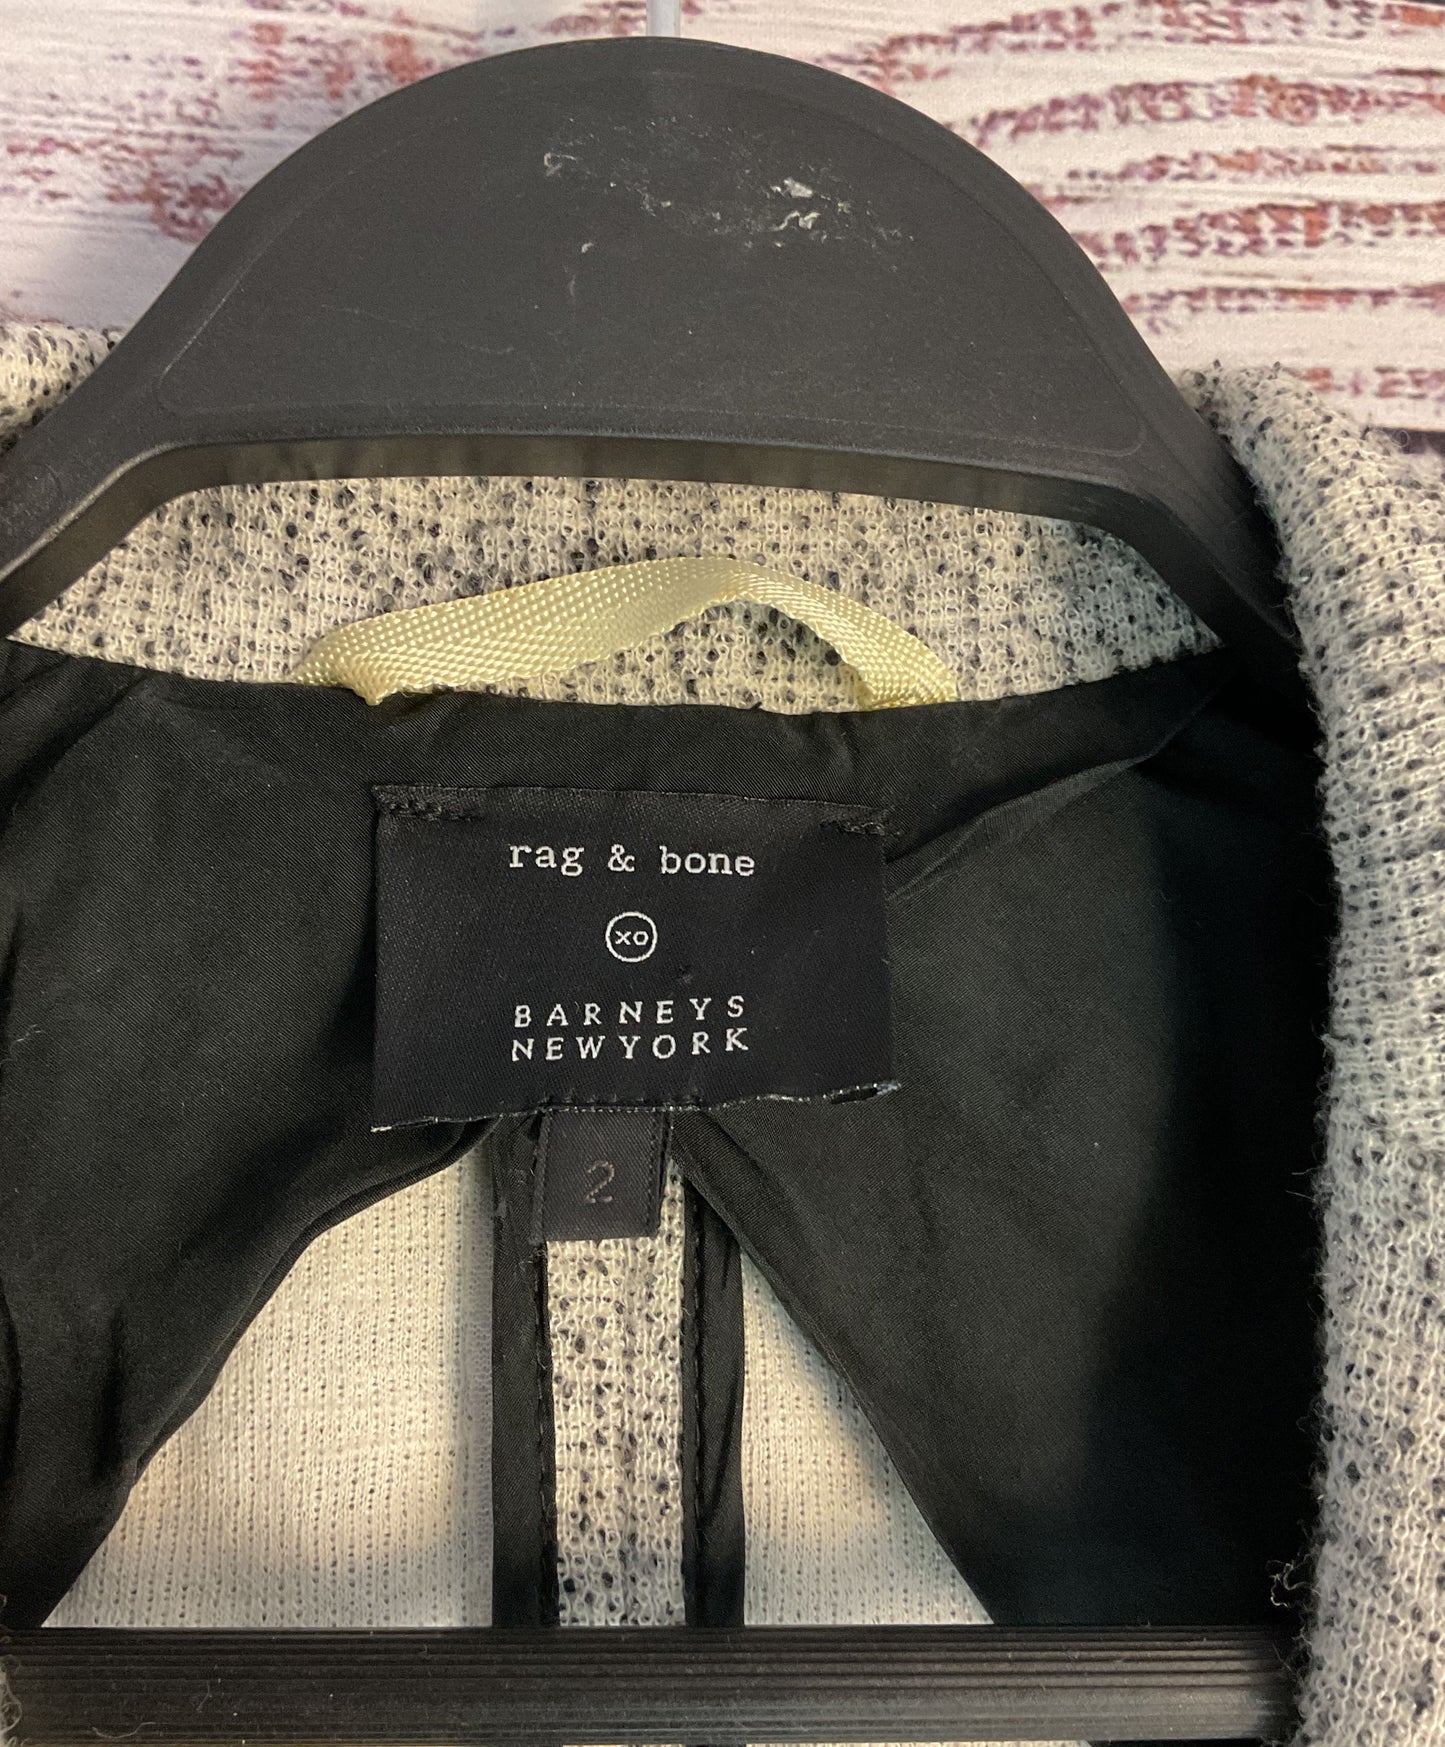 rag & bone
XO
BARNEYS
NEWYORK
2